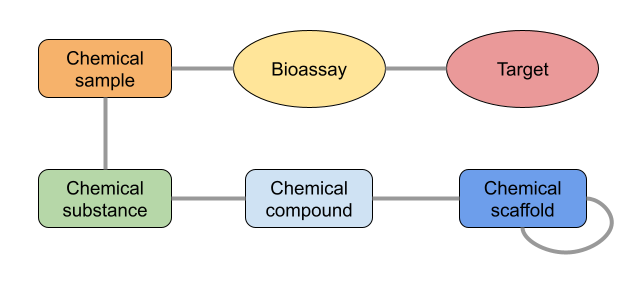 Chemical
sample
Bioassay
Target
Chemical
substance
Chemical
compound
Chemical
scaffold